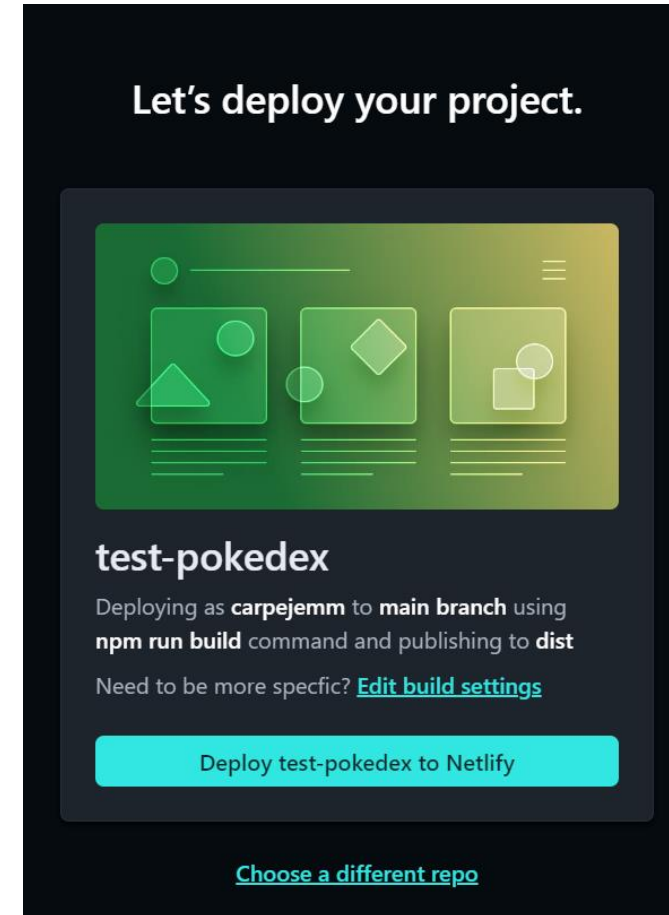 Let’s deploy your project.
test-pokedex
Deploying as carpejemm to main branch using
npm run build command and publishing to dist
Need to be more specfic? Edit build settings
Deploy test-pokedex to Netlify
Choose a different repo